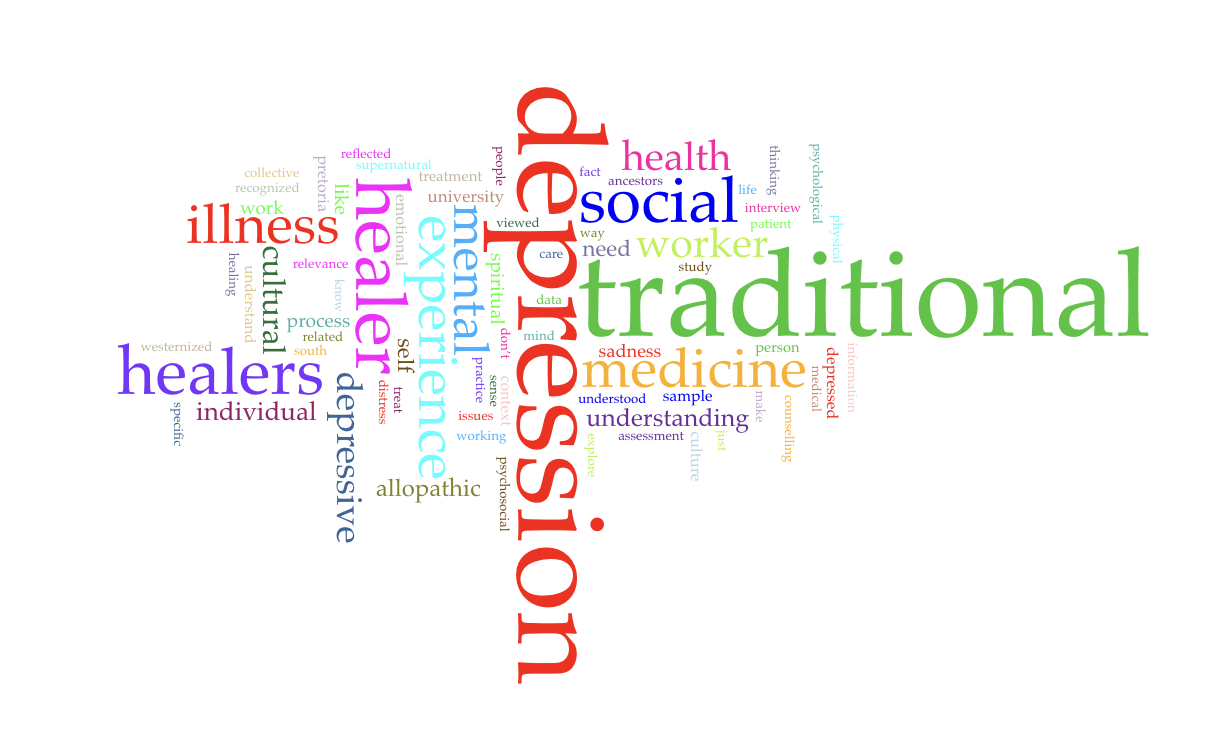 depression
traditional
healer
healers
social
experience
medicine
illness
mental
health
worker
depressive
cultural
understanding
individual
allopathic
need
self
process
spiritual
university
work
like
pretoria
reflected
supernatural
collective
recognized
treatment
people
fact
ancestors
life
thinking
psychological
interview
patient
physical
viewed
way
care
study
emotional
relevance
healing
understand
know
related
south
westernized
specific
data
mind
don't
practice
sense
context
distress
treat
issues
working
psychosocial
sadness
person
depressed
medical
information
understood
sample
make
counselling
assessment
culture
just
explore